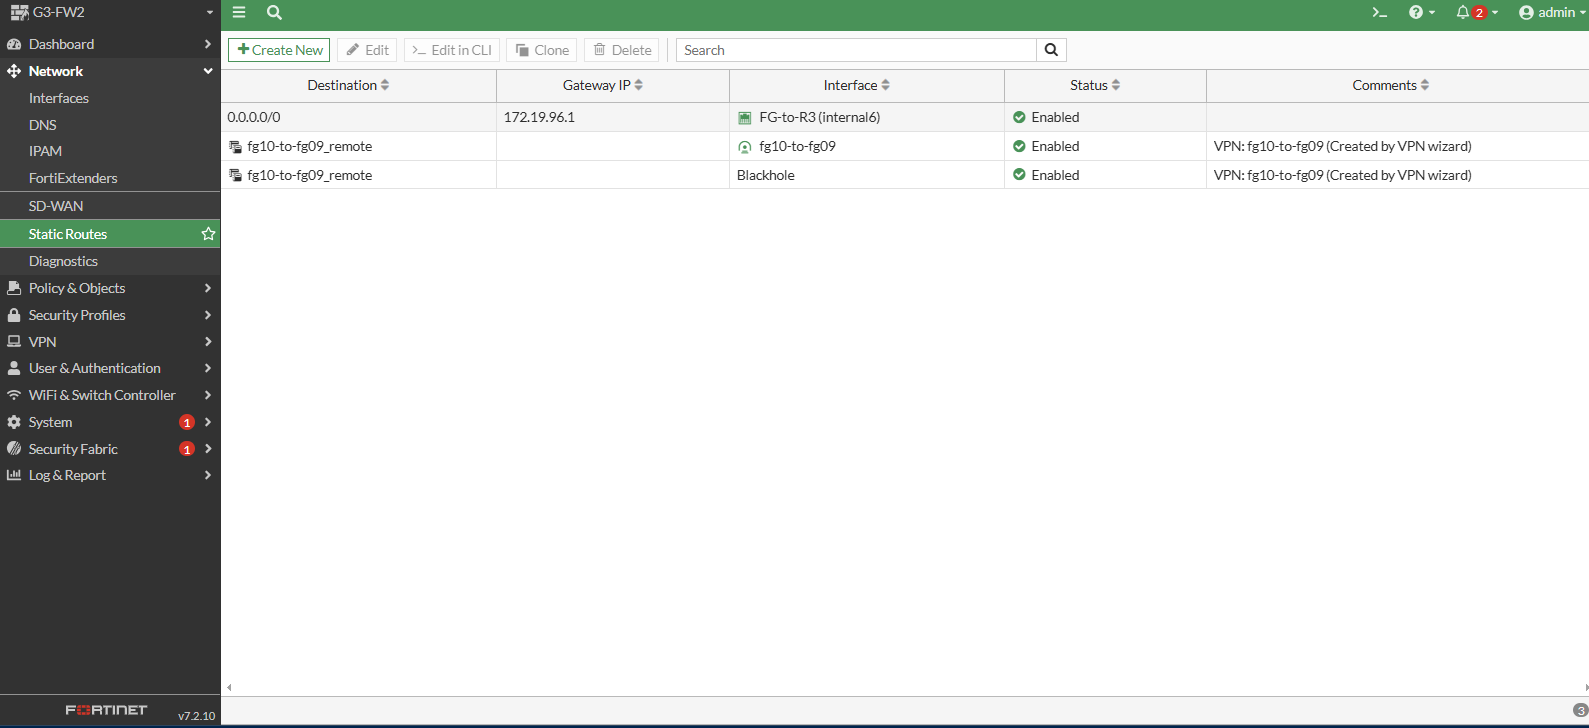 G3-FW2
2
admin
Dashboard
Network
Interfaces
DNS
IPAM
FortiExtenders
SD-WAN
Static Routes
Diagnostics
Policy & Objects
Security Profiles
VPN
User & Authentication
WiFi & Switch Controller
System 1
Security Fabric 1
Log & Report
FORTINET v7.2.10
Create New Edit Edit in CLI Clone Delete Search
Destination Gateway IP Interface Status Comments
0.0.0.0/0 172.19.96.1 FG-to-R3 (internal6) Enabled
fg10-to-fg09_remote fg10-to-fg09 Enabled VPN: fg10-to-fg09 (Created by VPN wizard)
fg10-to-fg09_remote Blackhole Enabled VPN: fg10-to-fg09 (Created by VPN wizard)
3